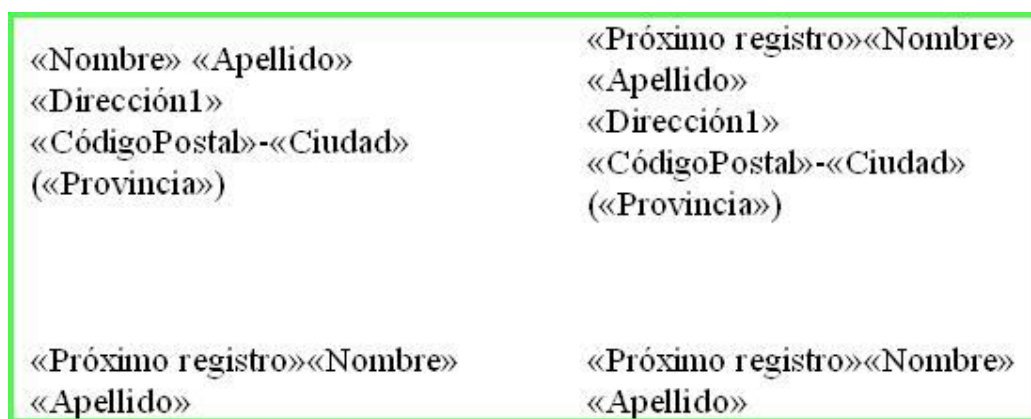 «Nombre» «Apellido»
«Dirección1»
«CódigoPostal»-«Ciudad»
(«Provincia»)
«Próximo registro»«Nombre»
«Apellido»
«Dirección1»
«CódigoPostal»-«Ciudad»
(«Provincia»)
«Próximo registro»«Nombre»
«Apellido»
«Próximo registro»«Nombre»
«Apellido»